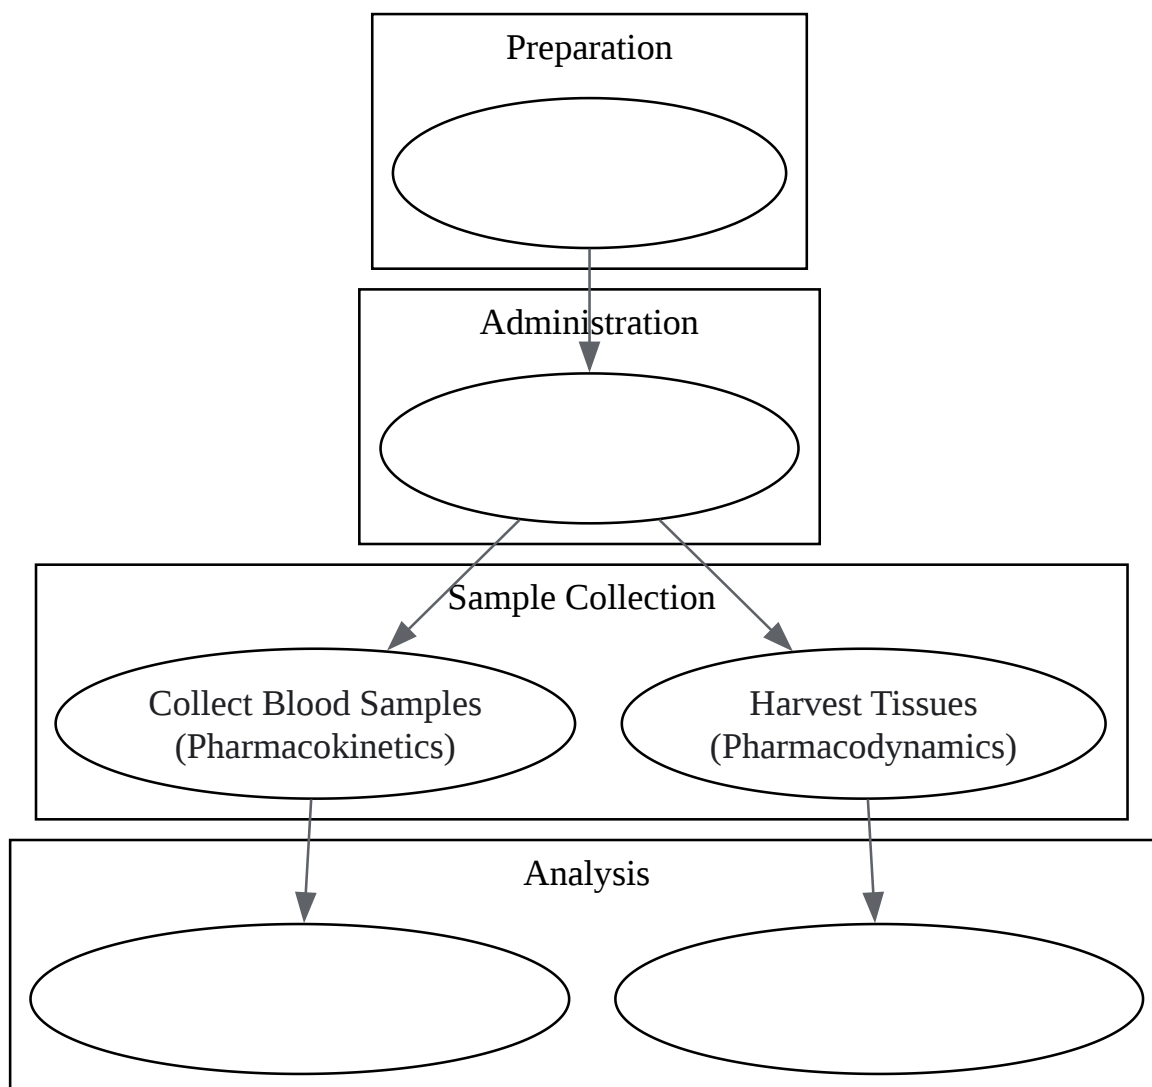 Preparation
Administration
Sample Collection
Collect Blood Samples
(Pharmacokinetics)
Harvest Tissues
(Pharmacodynamics)
Analysis